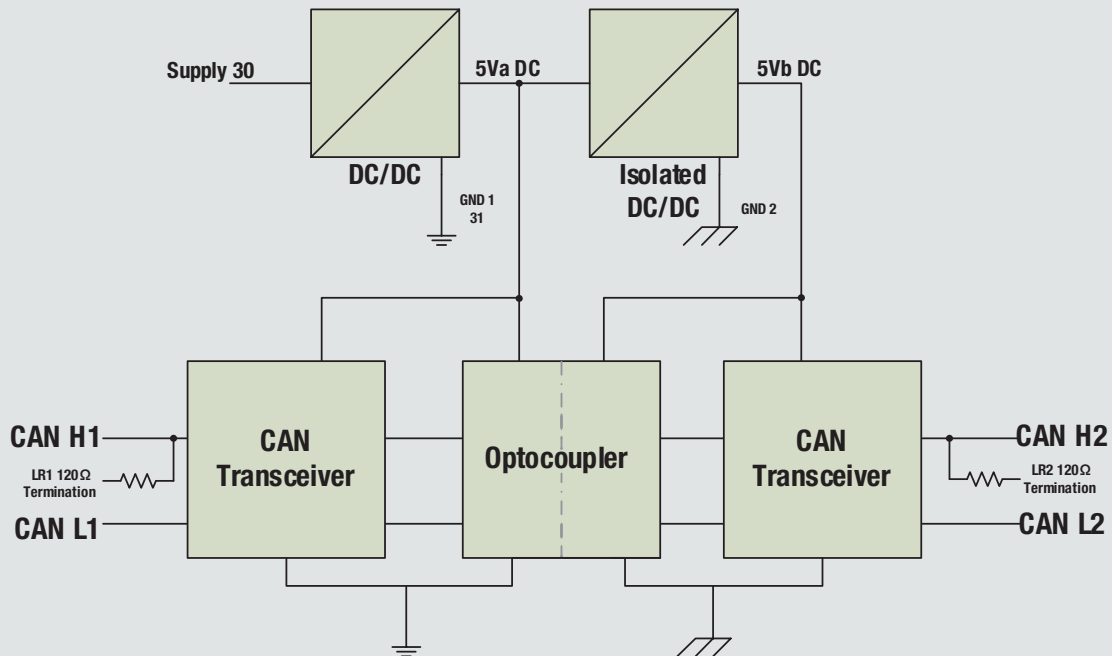 Supply 30
5Va DC
5Vb DC
DC/DC
GND 1
31
Isolated
DC/DC
GND 2
CAN H1
LR1 120Ω
Termination
CAN L1
CAN
Transceiver
Optocoupler
CAN
Transceiver
CAN H2
LR2 120Ω
Termination
CAN L2